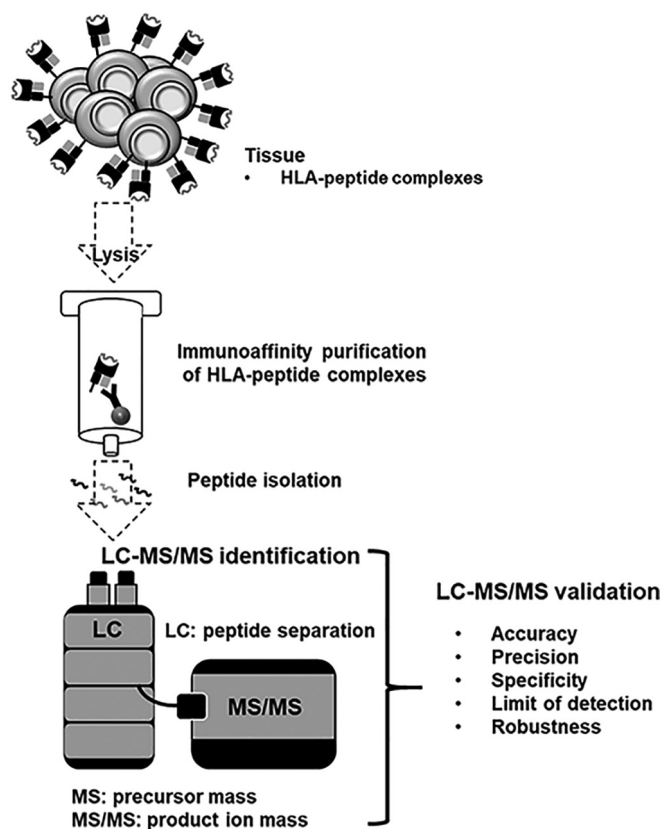 Tissue
• HLA-peptide complexes
Lysis
Immunoaffinity purification
of HLA-peptide complexes
Peptide isolation
LC-MS/MS identification
LC
LC: peptide separation
MS/MS
MS: precursor mass
MS/MS: product ion mass
LC-MS/MS validation
• Accuracy
• Precision
• Specificity
• Limit of detection
• Robustness